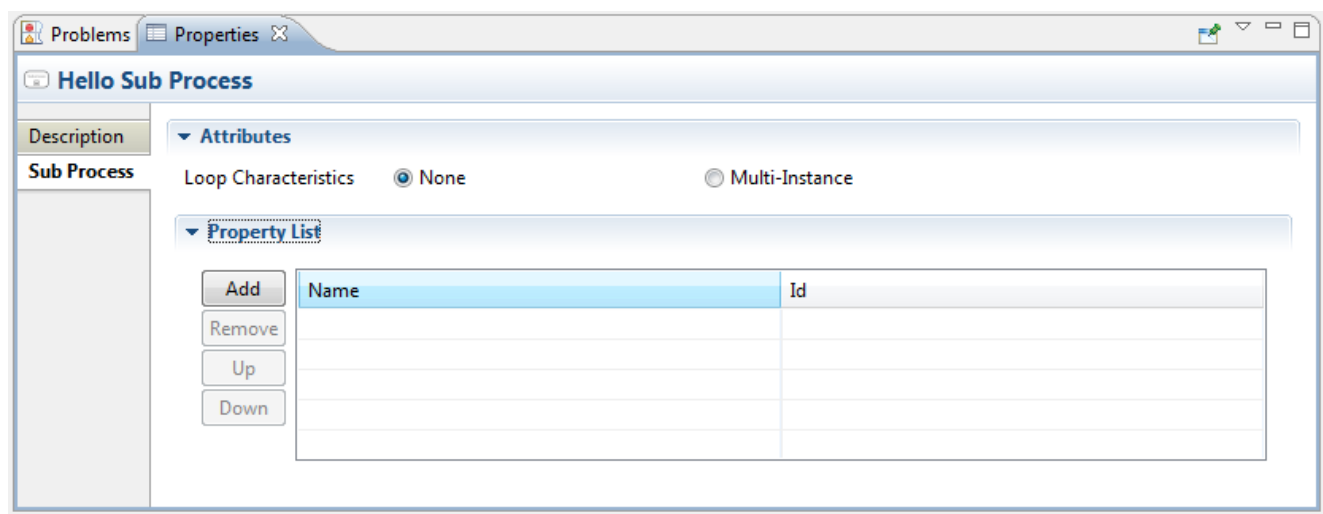 Problems Properties
Hello Sub Process
Description
Sub Process
Attributes
Loop Characteristics None Multi-Instance
Property List
Add
Remove
Up
Down
Name Id